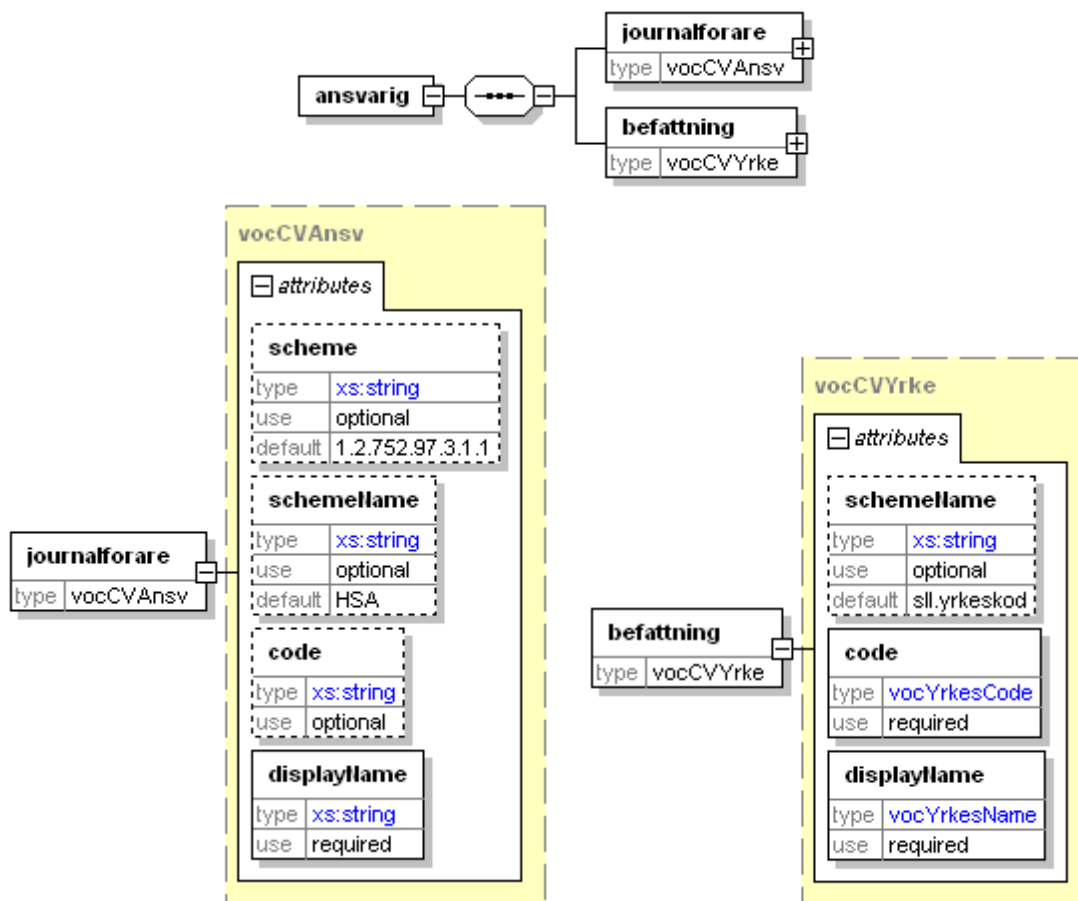 journalforare
type vocCVAnsv
ansvarig
befattning
type vocCVYrke
vocCVAnsv
attributes
scheme
type xs:string
use optional
default 1.2.752.97.3.1.1
schemeName
type xs:string
use optional
default HSA
code
type xs:string
use optional
displayName
type xs:string
use required
journalforare
type vocCVAnsv
vocCVYrke
attributes
schemeName
type xs:string
use optional
default sll.yrkeskod
code
type vocYrkesCode
use required
displayName
type vocYrkesName
use required
befattning
type vocCVYrke